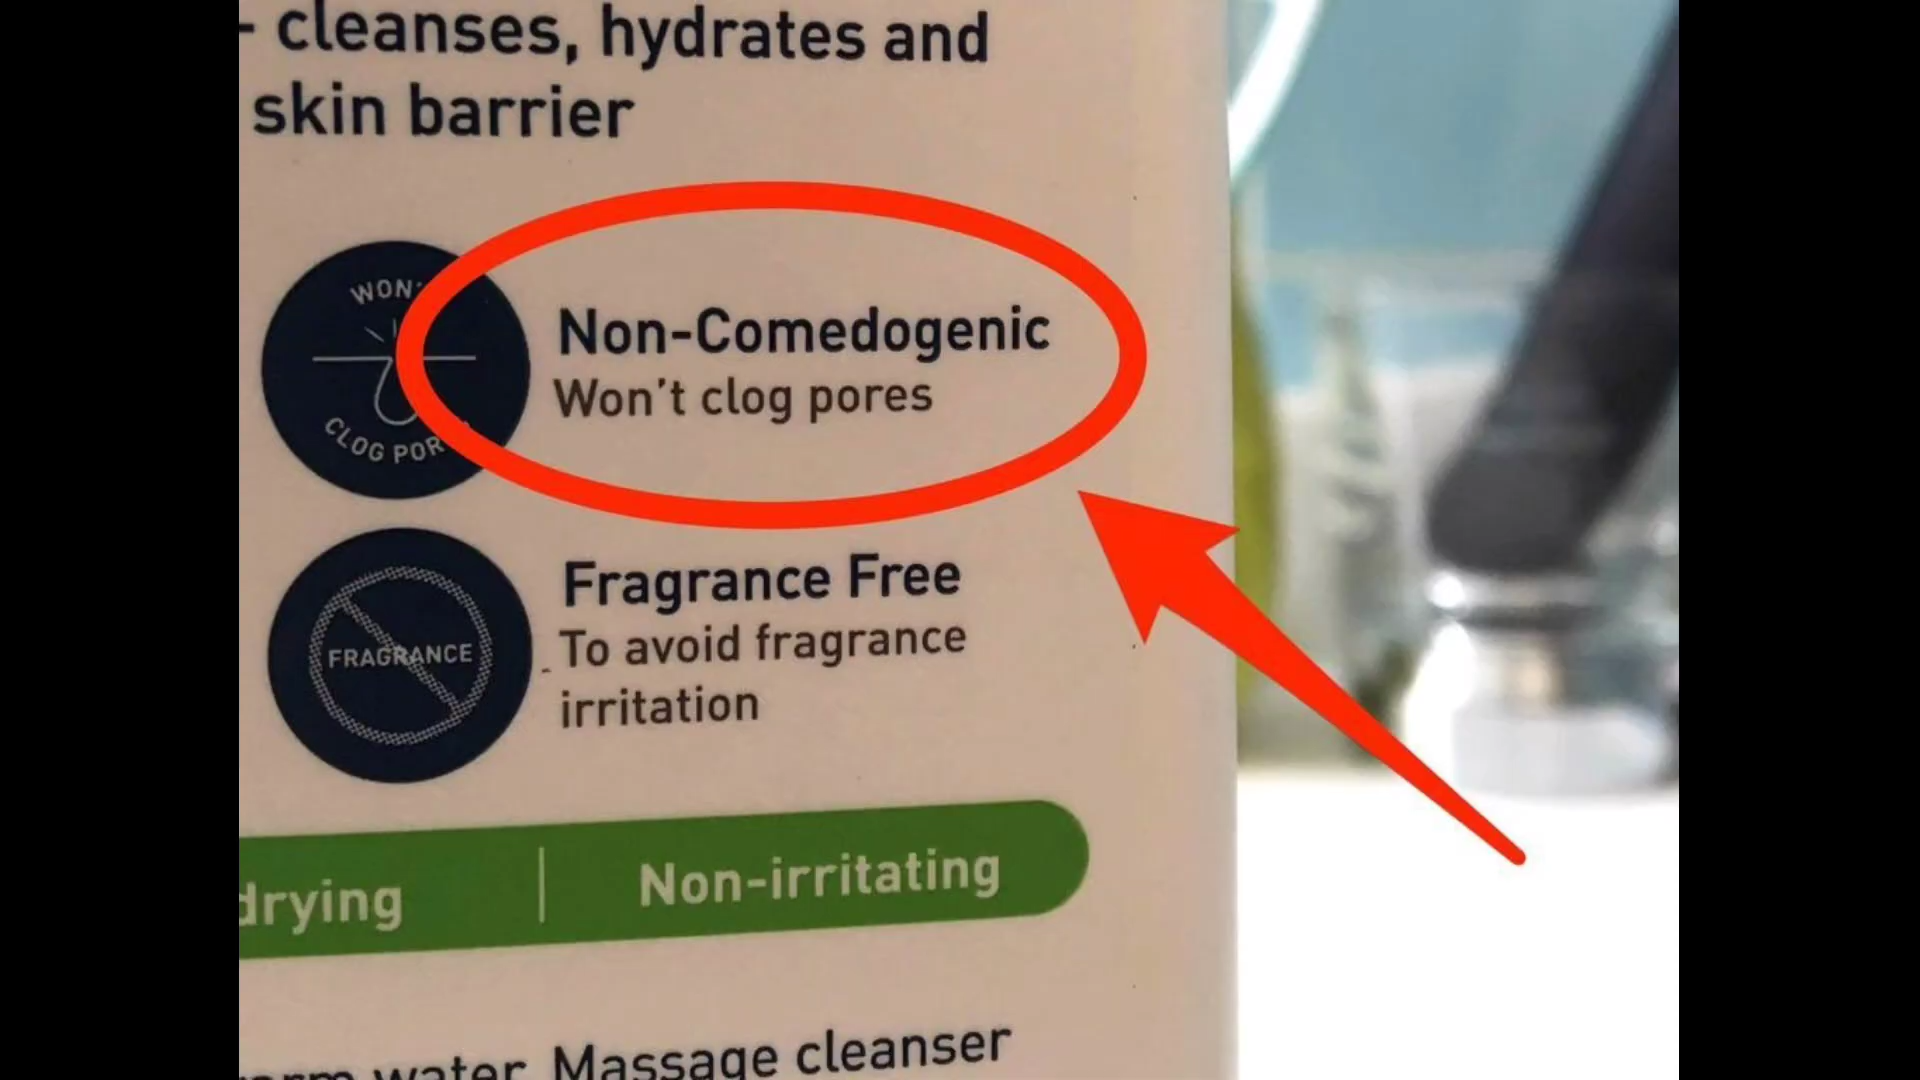 - cleanses, hydrates and
skin barrier
WON'
CLOG POR
Non-Comedogenic
Won't clog pores
FRAGRANCE
Fragrance Free
To avoid fragrance
irritation
drying | Non-irritating
water. Massage cleanser